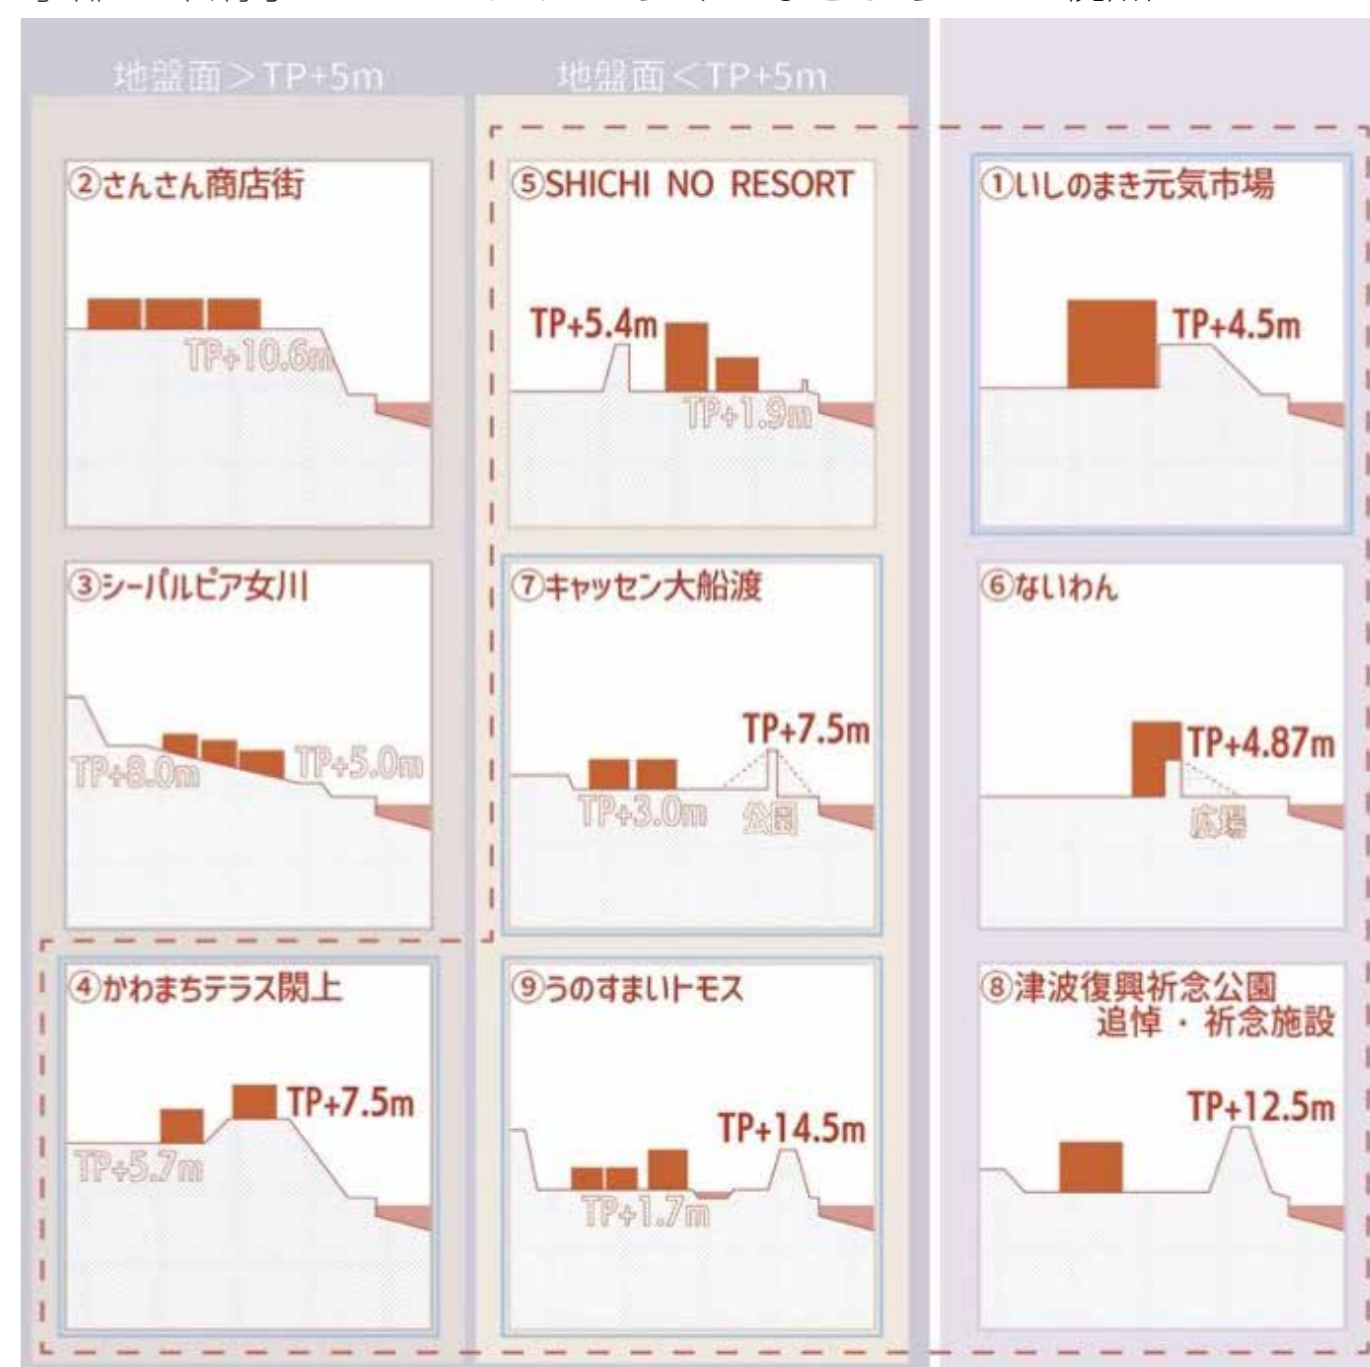 地盤面＞TP+5m
地盤面＜TP+5m
②さんさん商店街
TP+10.6m
⑤SHICHI NO RESORT
TP+5.4m
TP+1.9m
①いしのまき元気市場
TP+4.5m
③シーパルピア女川
TP+8.0m
TP+5.0m
⑦キャッセン大船渡
TP+7.5m
TP+3.0m
公園
⑥ないわん
TP+4.87m
広場
④かわまちテラス閖上
TP+7.5m
TP+5.7m
⑨うのすまいトモス
TP+14.5m
TP+1.7m
⑧津波復興祈念公園
追悼・祈念施設
TP+12.5m